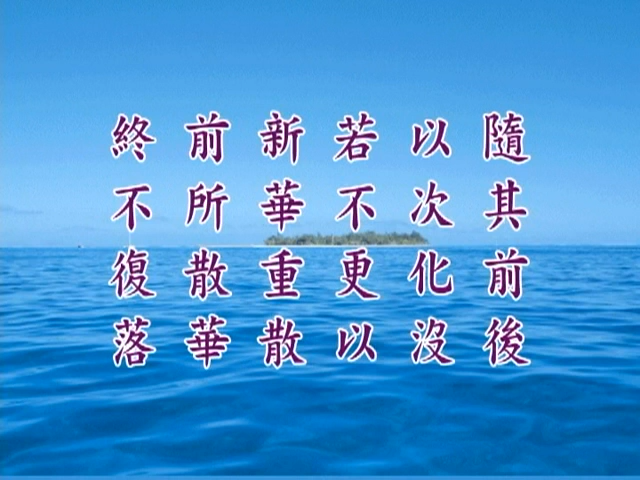 隨其前後
以次化沒
若不更以
新華重散
前所散華
終不復落